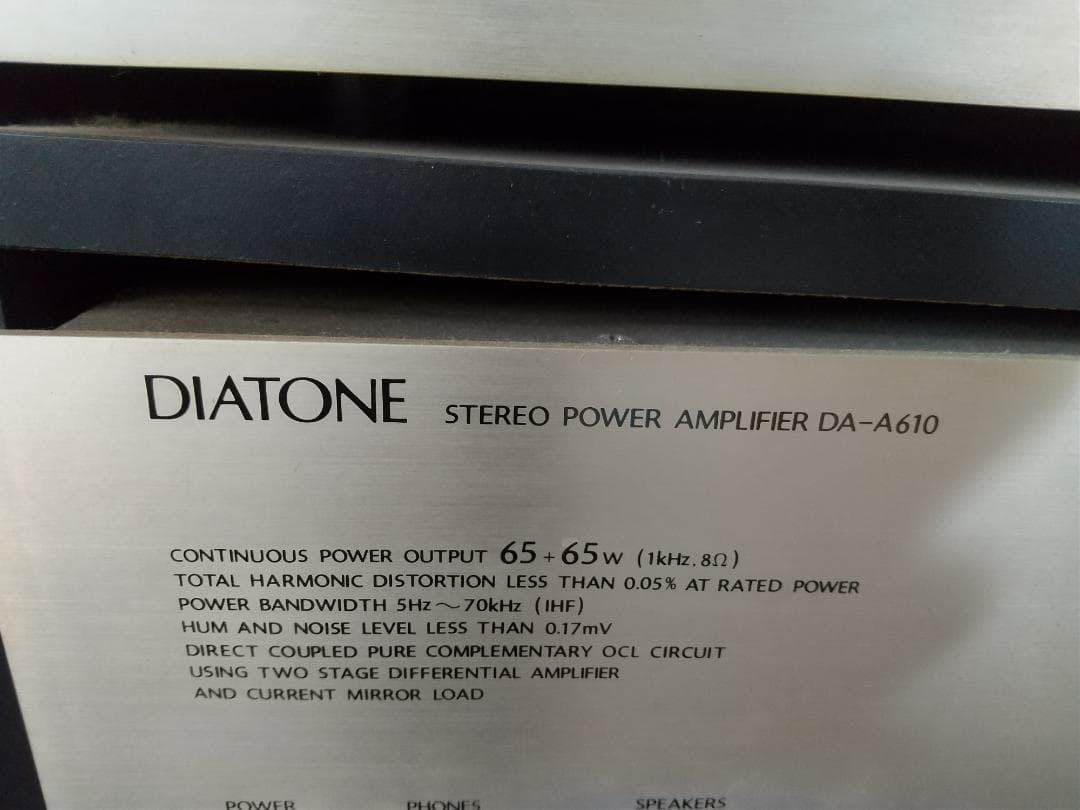 DIATONE STEREO POWER AMPLIFIER DA-A610
CONTINUOUS POWER OUTPUT 65+65W (1kHz, 8Ω)
TOTAL HARMONIC DISTORTION LESS THAN 0.05% AT RATED POWER
POWER BANDWIDTH 5Hz～70kHz (IHF)
HUM AND NOISE LEVEL LESS THAN 0.17mV
DIRECT COUPLED PURE COMPLEMENTARY OCL CIRCUIT
USING TWO STAGE DIFFERENTIAL AMPLIFIER
AND CURRENT MIRROR LOAD
POWER PHONES SPEAKERS